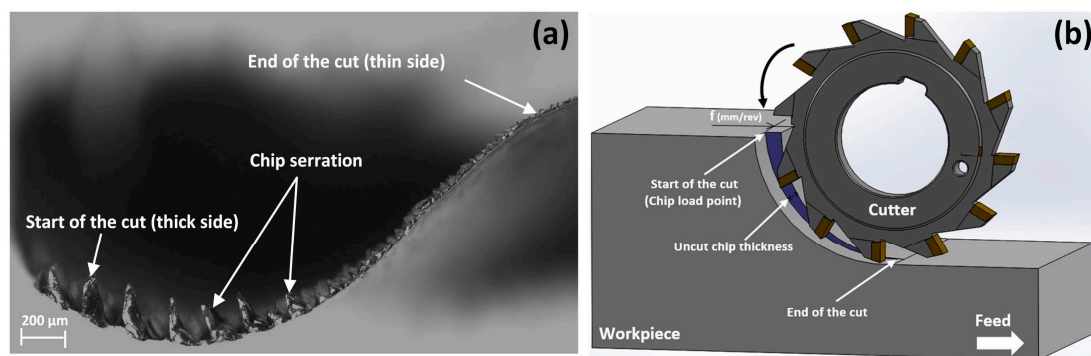 (a)
End of the cut (thin side)
Chip serration
Start of the cut (thick side)
200 µm
(b)
f (mm/rev)
Start of the cut
(Chip load point)
Cutter
Uncut chip thickness
End of the cut
Workpiece
Feed